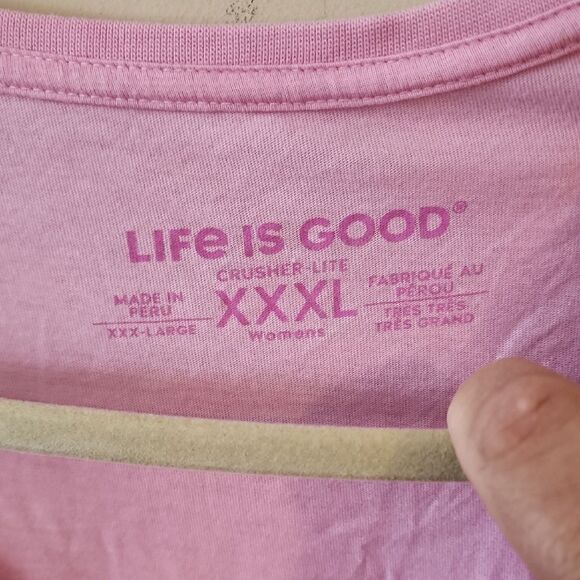 LIFe IS GOOD®
CRUSHER-LITE
MADE IN
PERU
XXX-LARGE
XXXL
Womens
FABRIQUÉ AU
PÉROU
TRÈS TRÈS
TRÈS GRAND